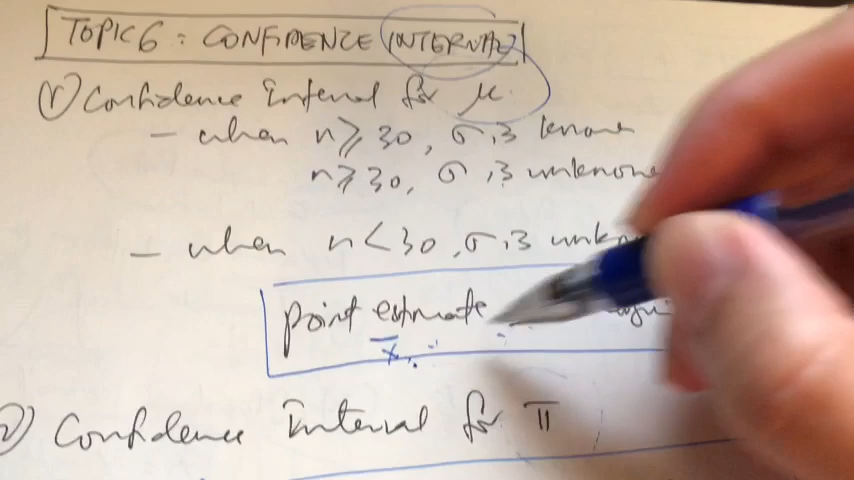 TOPIC 6 : CONFIDENCE INTERVAL
1) Confidence Interval for μ.
- when n ≥ 30, σ is known
n ≥ 30, σ is unknown
- when n < 30, σ is
point estimate
x̄
2) Confidence Interval for π